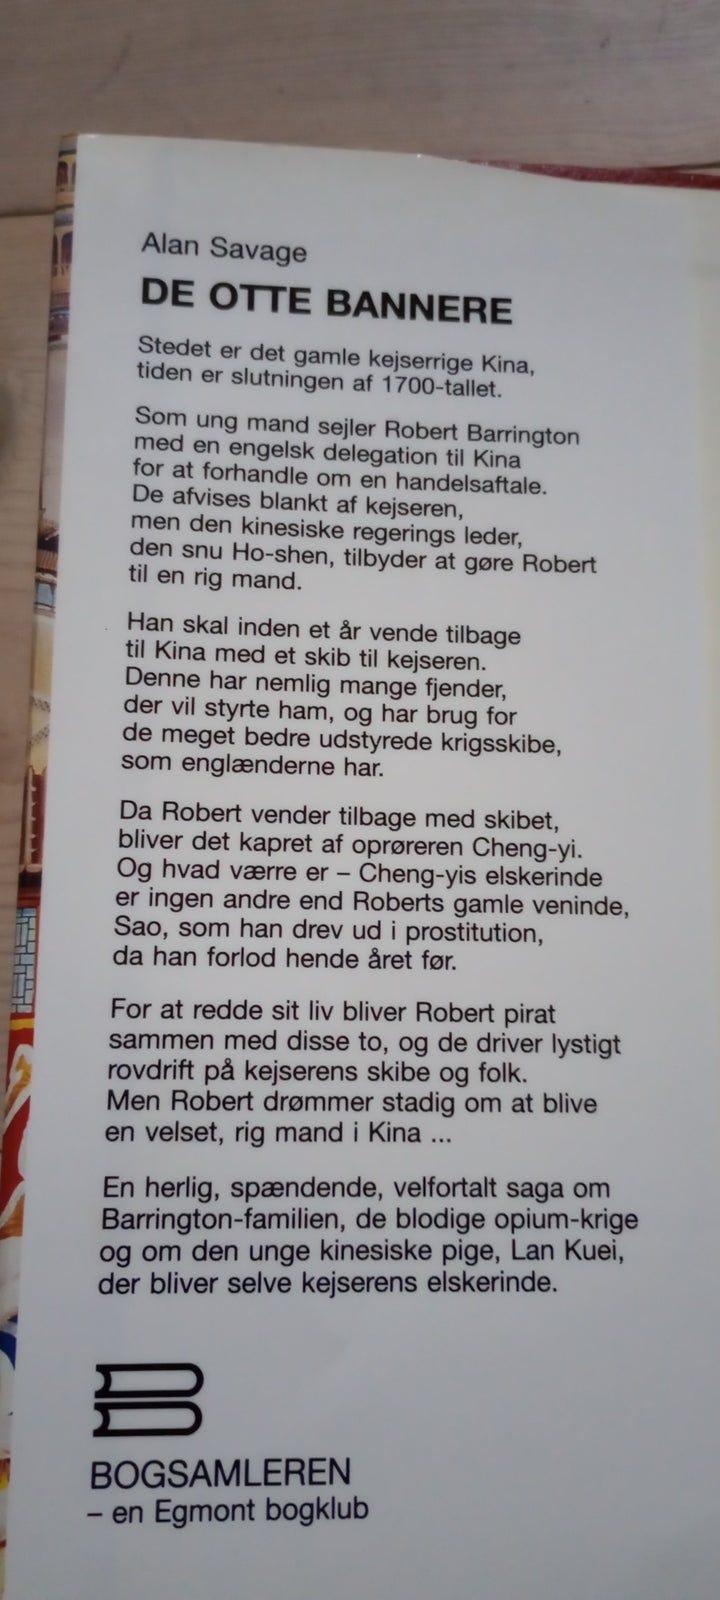 Alan Savage
DE OTTE BANNERE
Stedet er det gamle kejserrige Kina,
tiden er slutningen af 1700-tallet.
Som ung mand sejler Robert Barrington
med en engelsk delegation til Kina
for at forhandle om en handelsaftale.
De afvises blankt af kejseren,
men den kinesiske regerings leder,
den snu Ho-shen, tilbyder at gøre Robert
til en rig mand.
Han skal inden et år vende tilbage
til Kina med et skib til kejseren.
Denne har nemlig mange fjender,
der vil styrte ham, og har brug for
de meget bedre udstyrede krigsskibe,
som englænderne har.
Da Robert vender tilbage med skibet,
bliver det kapret af oprøreren Cheng-yi.
Og hvad værre er – Cheng-yis elskerinde
er ingen andre end Roberts gamle veninde,
Sao, som han drev ud i prostitution,
da han forlod hende året før.
For at redde sit liv bliver Robert pirat
sammen med disse to, og de driver lystigt
rovdrift på kejserens skibe og folk.
Men Robert drømmer stadig om at blive
en velset, rig mand i Kina ...
En herlig, spændende, velfortalt saga om
Barrington-familien, de blodige opium-krige
og om den unge kinesiske pige, Lan Kuei,
der bliver selve kejserens elskerinde.
BOGSAMLEREN
– en Egmont bogklub